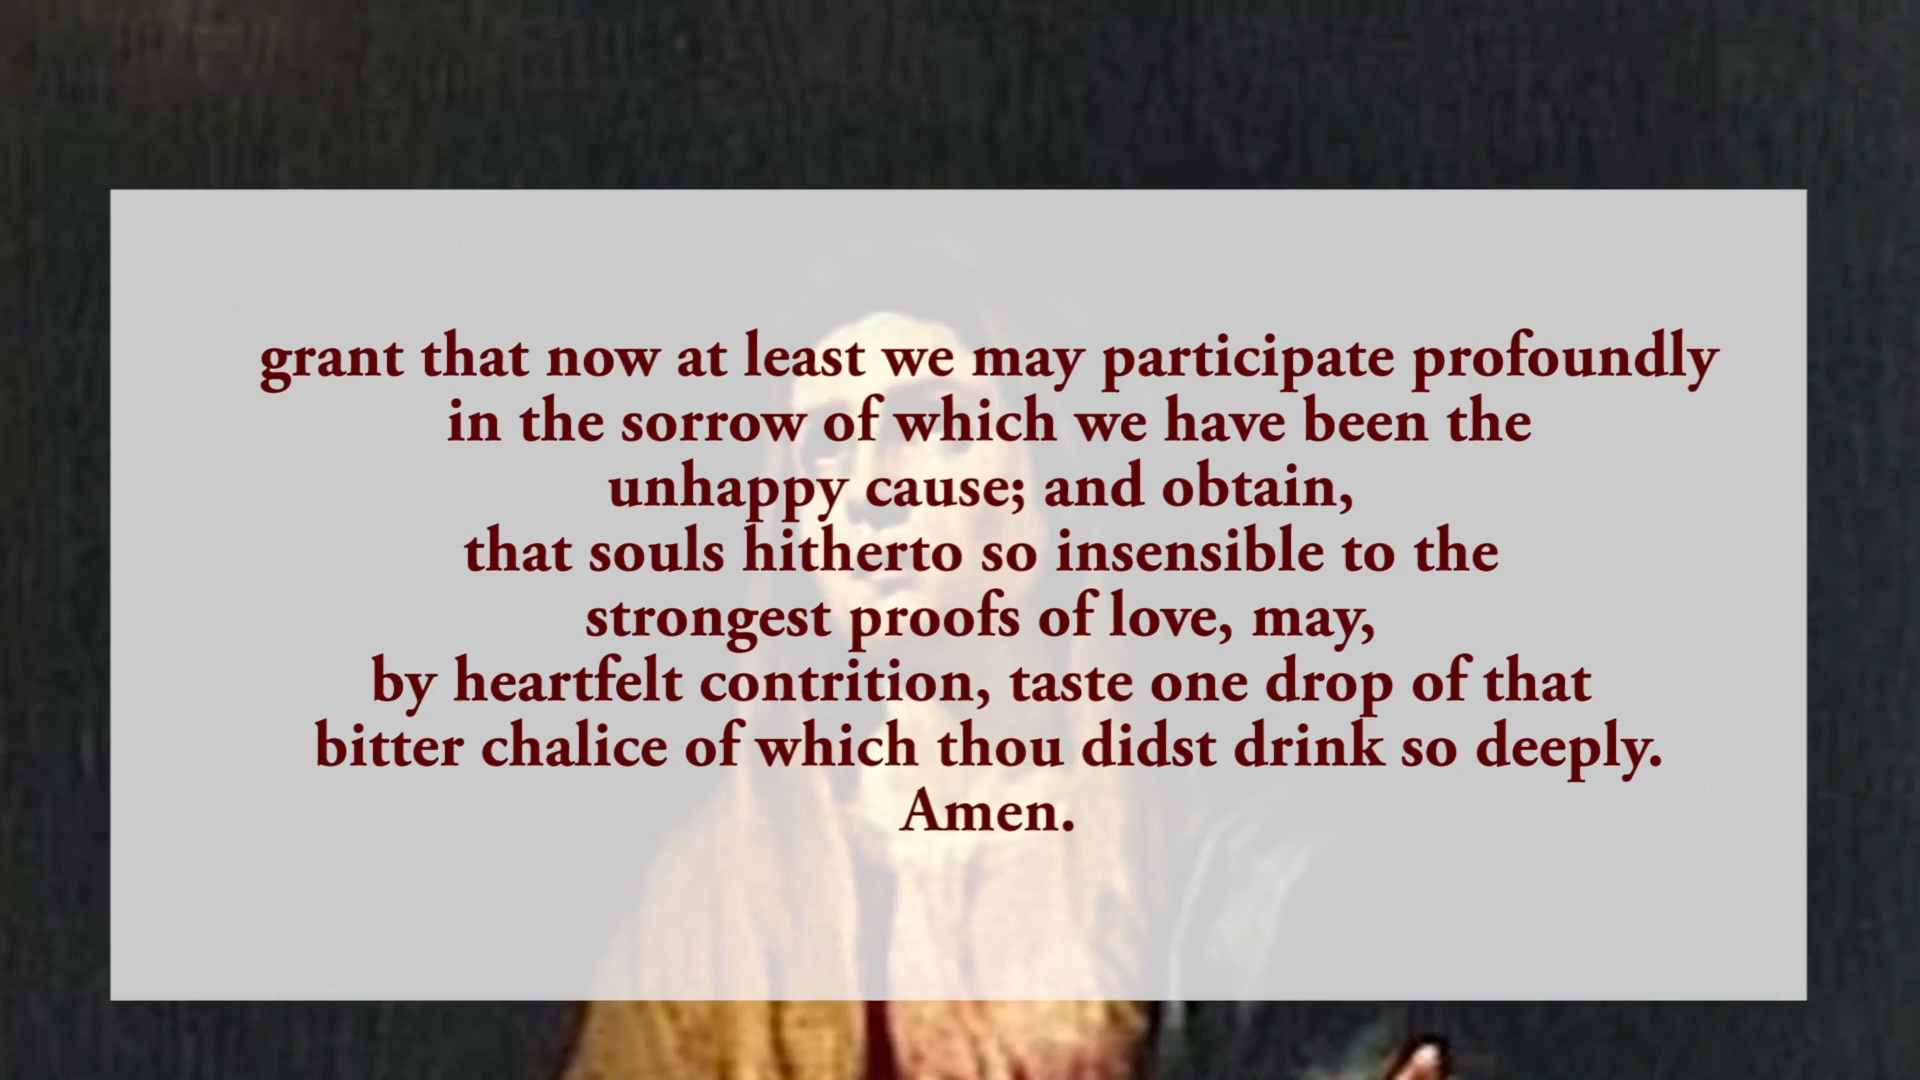 grant that now at least we may participate profoundly
in the sorrow of which we have been the
unhappy cause; and obtain,
that souls hitherto so insensible to the
strongest proofs of love, may,
by heartfelt contrition, taste one drop of that
bitter chalice of which thou didst drink so deeply.
Amen.